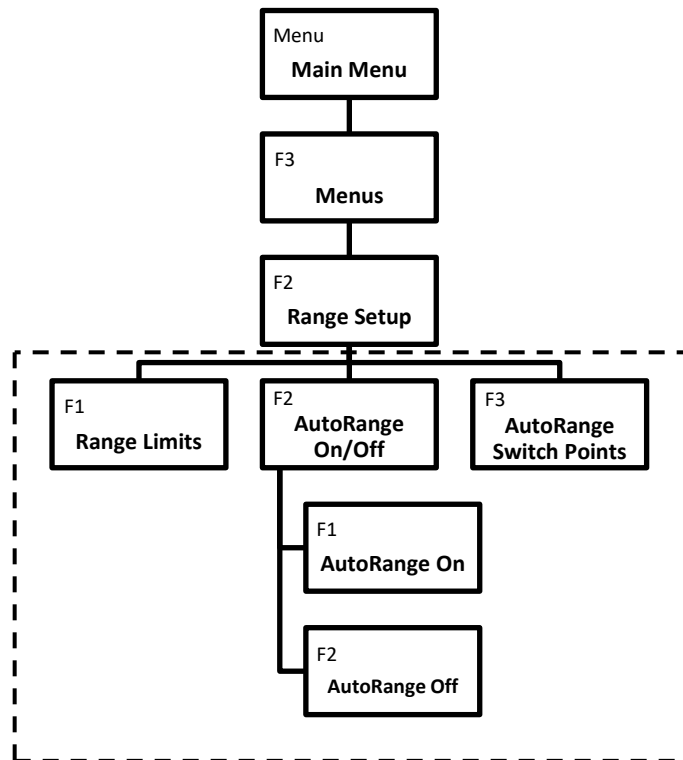 Menu
Main Menu
F3
Menus
F2
Range Setup
F1
Range Limits
F2
AutoRange
On/Off
F3
AutoRange
Switch Points
F1
AutoRange On
F2
AutoRange Off